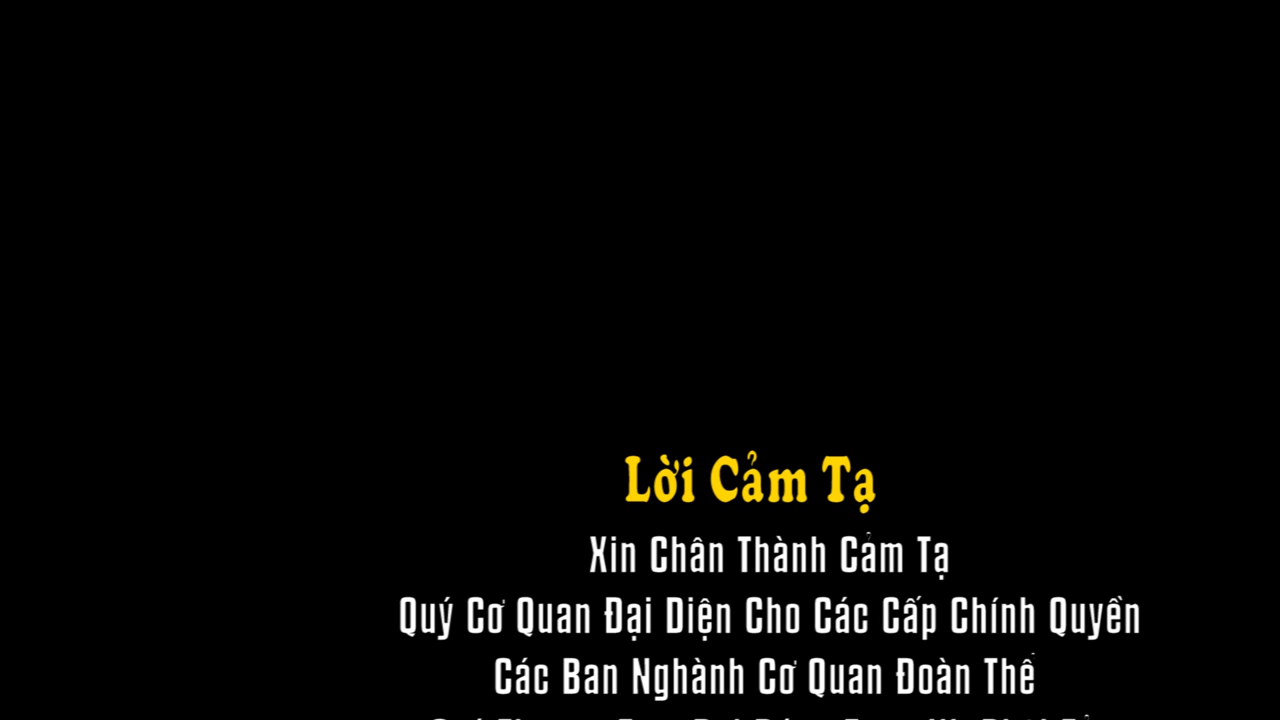 Lời Cảm Tạ
Xin Chân Thành Cảm Tạ
Quý Cơ Quan Đại Diện Cho Các Cấp Chính Quyền
Các Ban Nghành Cơ Quan Đoàn Thể